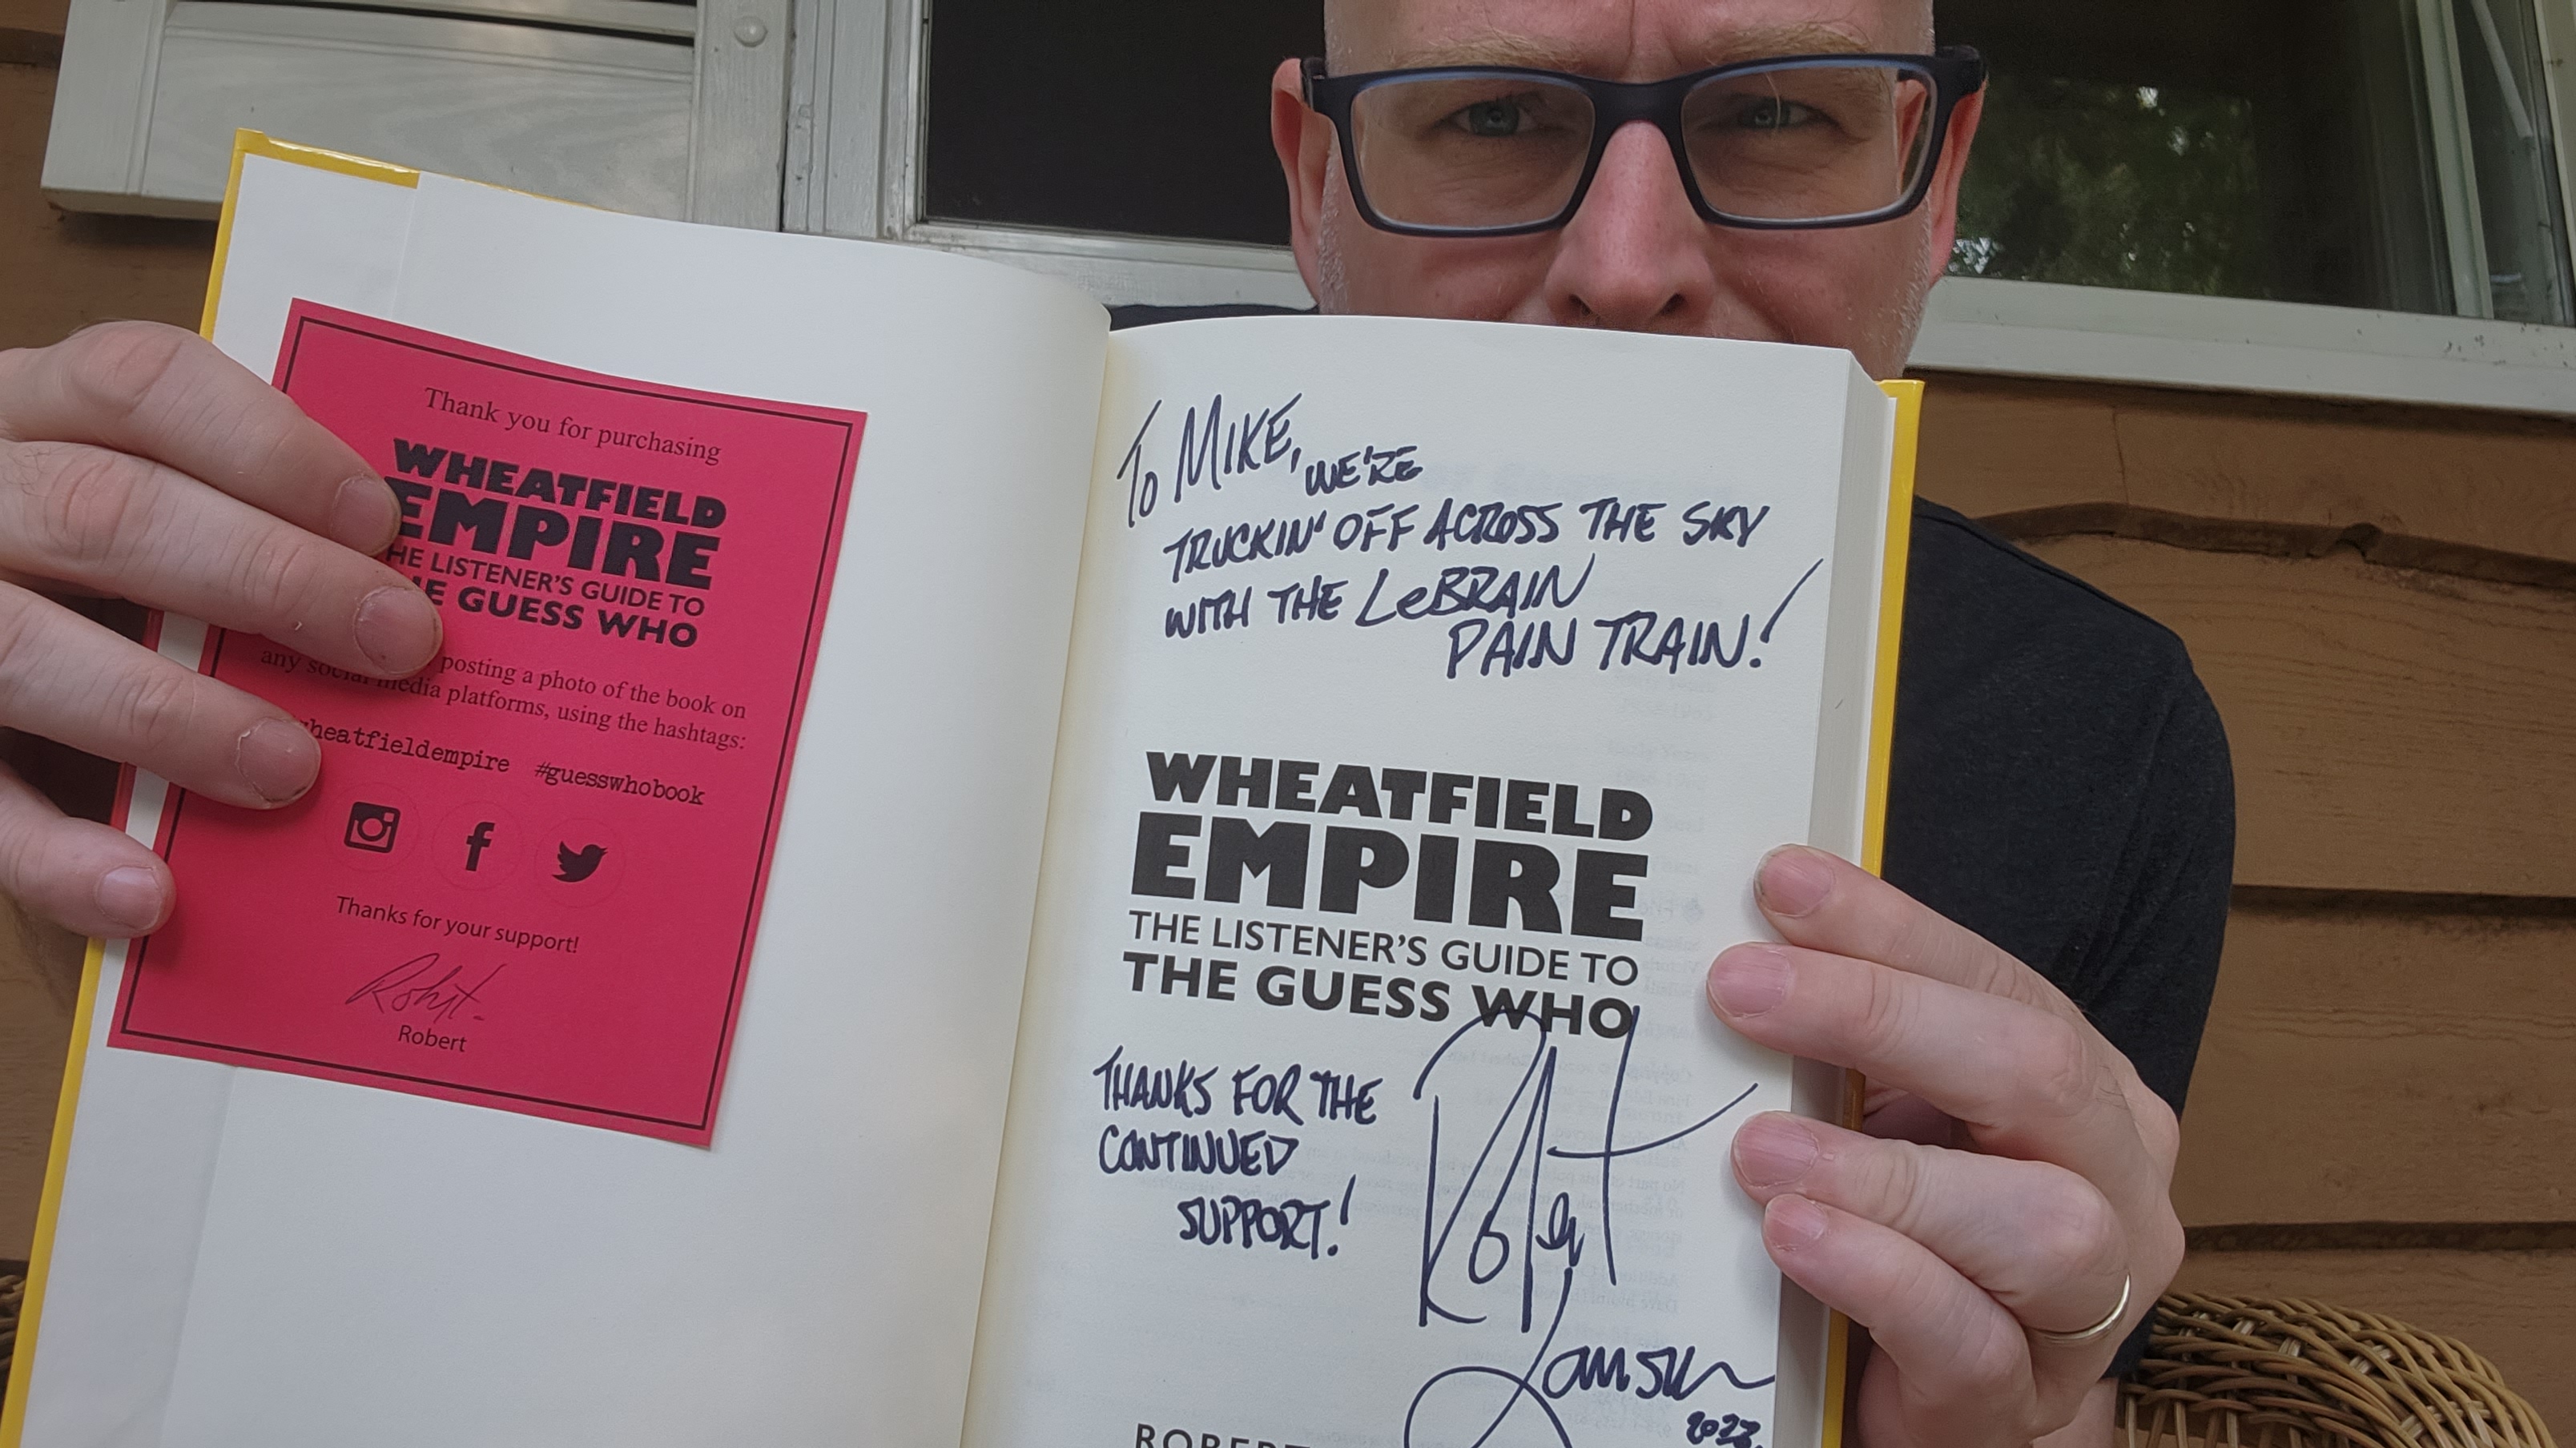 Thank you for purchasing
WHEATFIELD
EMPIRE
HE LISTENER'S GUIDE TO
E GUESS WHO
posting a photo of the book on
any social media platforms, using the hashtags:
heatfieldempire #guesswhobook
f
Thanks for your support!
Robert
TO MIKE, WE'RE
TRUCKIN' OFF ACROSS THE SKY
WITH THE LeBRAIN
PAIN TRAIN!
WHEATFIELD
EMPIRE
THE LISTENER'S GUIDE TO
THE GUESS WHO
THANKS FOR THE
CONTINUED
SUPPORT!
Robert
ROBERT